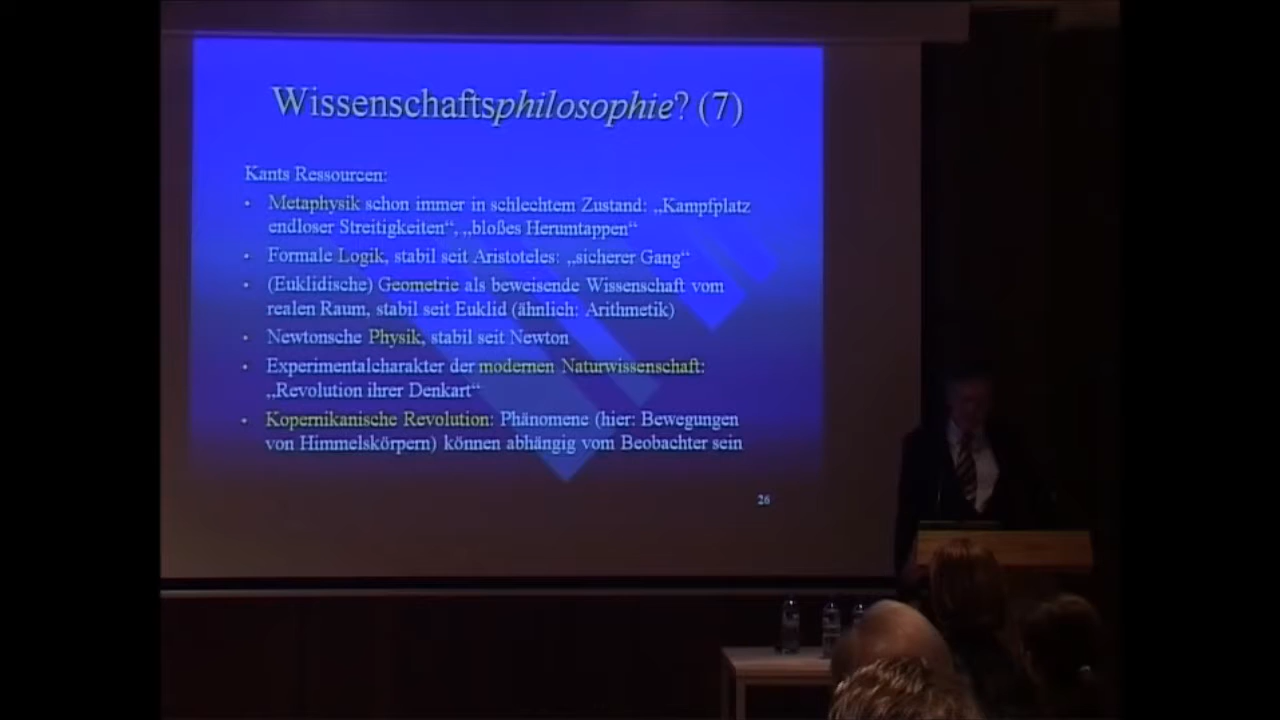 Wissenschaftsphilosophie? (7)
Kants Ressourcen:
• Metaphysik schon immer in schlechtem Zustand: „Kampfplatz
endloser Streitigkeiten“, „bloßes Herumtappen“
• Formale Logik, stabil seit Aristoteles: „sicherer Gang“
• (Euklidische) Geometrie als beweisende Wissenschaft vom
realen Raum, stabil seit Euklid (ähnlich: Arithmetik)
• Newtonsche Physik, stabil seit Newton
• Experimentalcharakter der modernen Naturwissenschaft:
„Revolution ihrer Denkart“
• Kopernikanische Revolution: Phänomene (hier: Bewegungen
von Himmelskörpern) können abhängig vom Beobachter sein
26